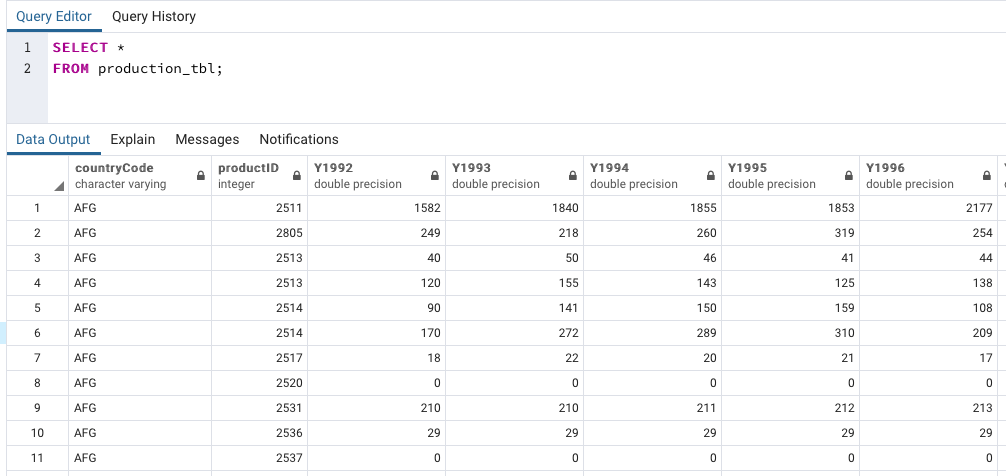 Query Editor Query History
1 SELECT *
2 FROM production_tbl;
Data Output Explain Messages Notifications
countryCode productID Y1992 Y1993 Y1994 Y1995 Y1996
character varying integer double precision double precision double precision double precision double precision
1 AFG 2511 1582 1840 1855 1853 2177
2 AFG 2805 249 218 260 319 254
3 AFG 2513 40 50 46 41 44
4 AFG 2513 120 155 143 125 138
5 AFG 2514 90 141 150 159 108
6 AFG 2514 170 272 289 310 209
7 AFG 2517 18 22 20 21 17
8 AFG 2520 0 0 0 0 0
9 AFG 2531 210 210 211 212 213
10 AFG 2536 29 29 29 29 29
11 AFG 2537 0 0 0 0 0